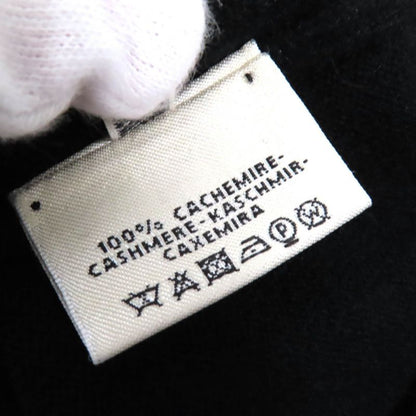 100% CACHEMIRE-
CASHMERE-KASCHMIR-
CAXEMIRA
P W